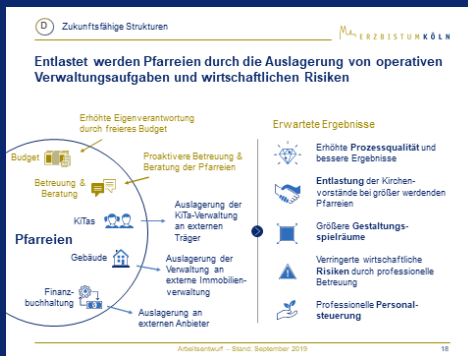 D Zukunftsfähige Strukturen
ERZBISTUM KÖLN
Entlastet werden Pfarreien durch die Auslagerung von operativen
Verwaltungsaufgaben und wirtschaftlichen Risiken
Erhöhte Eigenverantwortung
durch freieres Budget
Budget
Proaktivere Betreuung &
Beratung der Pfarreien
Betreuung &
Beratung
KiTas
Auslagerung der
KiTa-Verwaltung
an externen
Träger
Pfarreien
Gebäude
Auslagerung der
Verwaltung an
externe Immobilien-
verwaltung
Finanz-
buchhaltung
Auslagerung an
externen Anbieter
Erwartete Ergebnisse
Erhöhte Prozessqualität und
bessere Ergebnisse
Entlastung der Kirchen-
vorstände bei größer werdenden
Pfarreien
Größere Gestaltungs-
spielräume
Verringerte wirtschaftliche
Risiken durch professionelle
Betreuung
Professionelle Personal-
steuerung
Arbeitsentwurf - Stand: September 2019
18